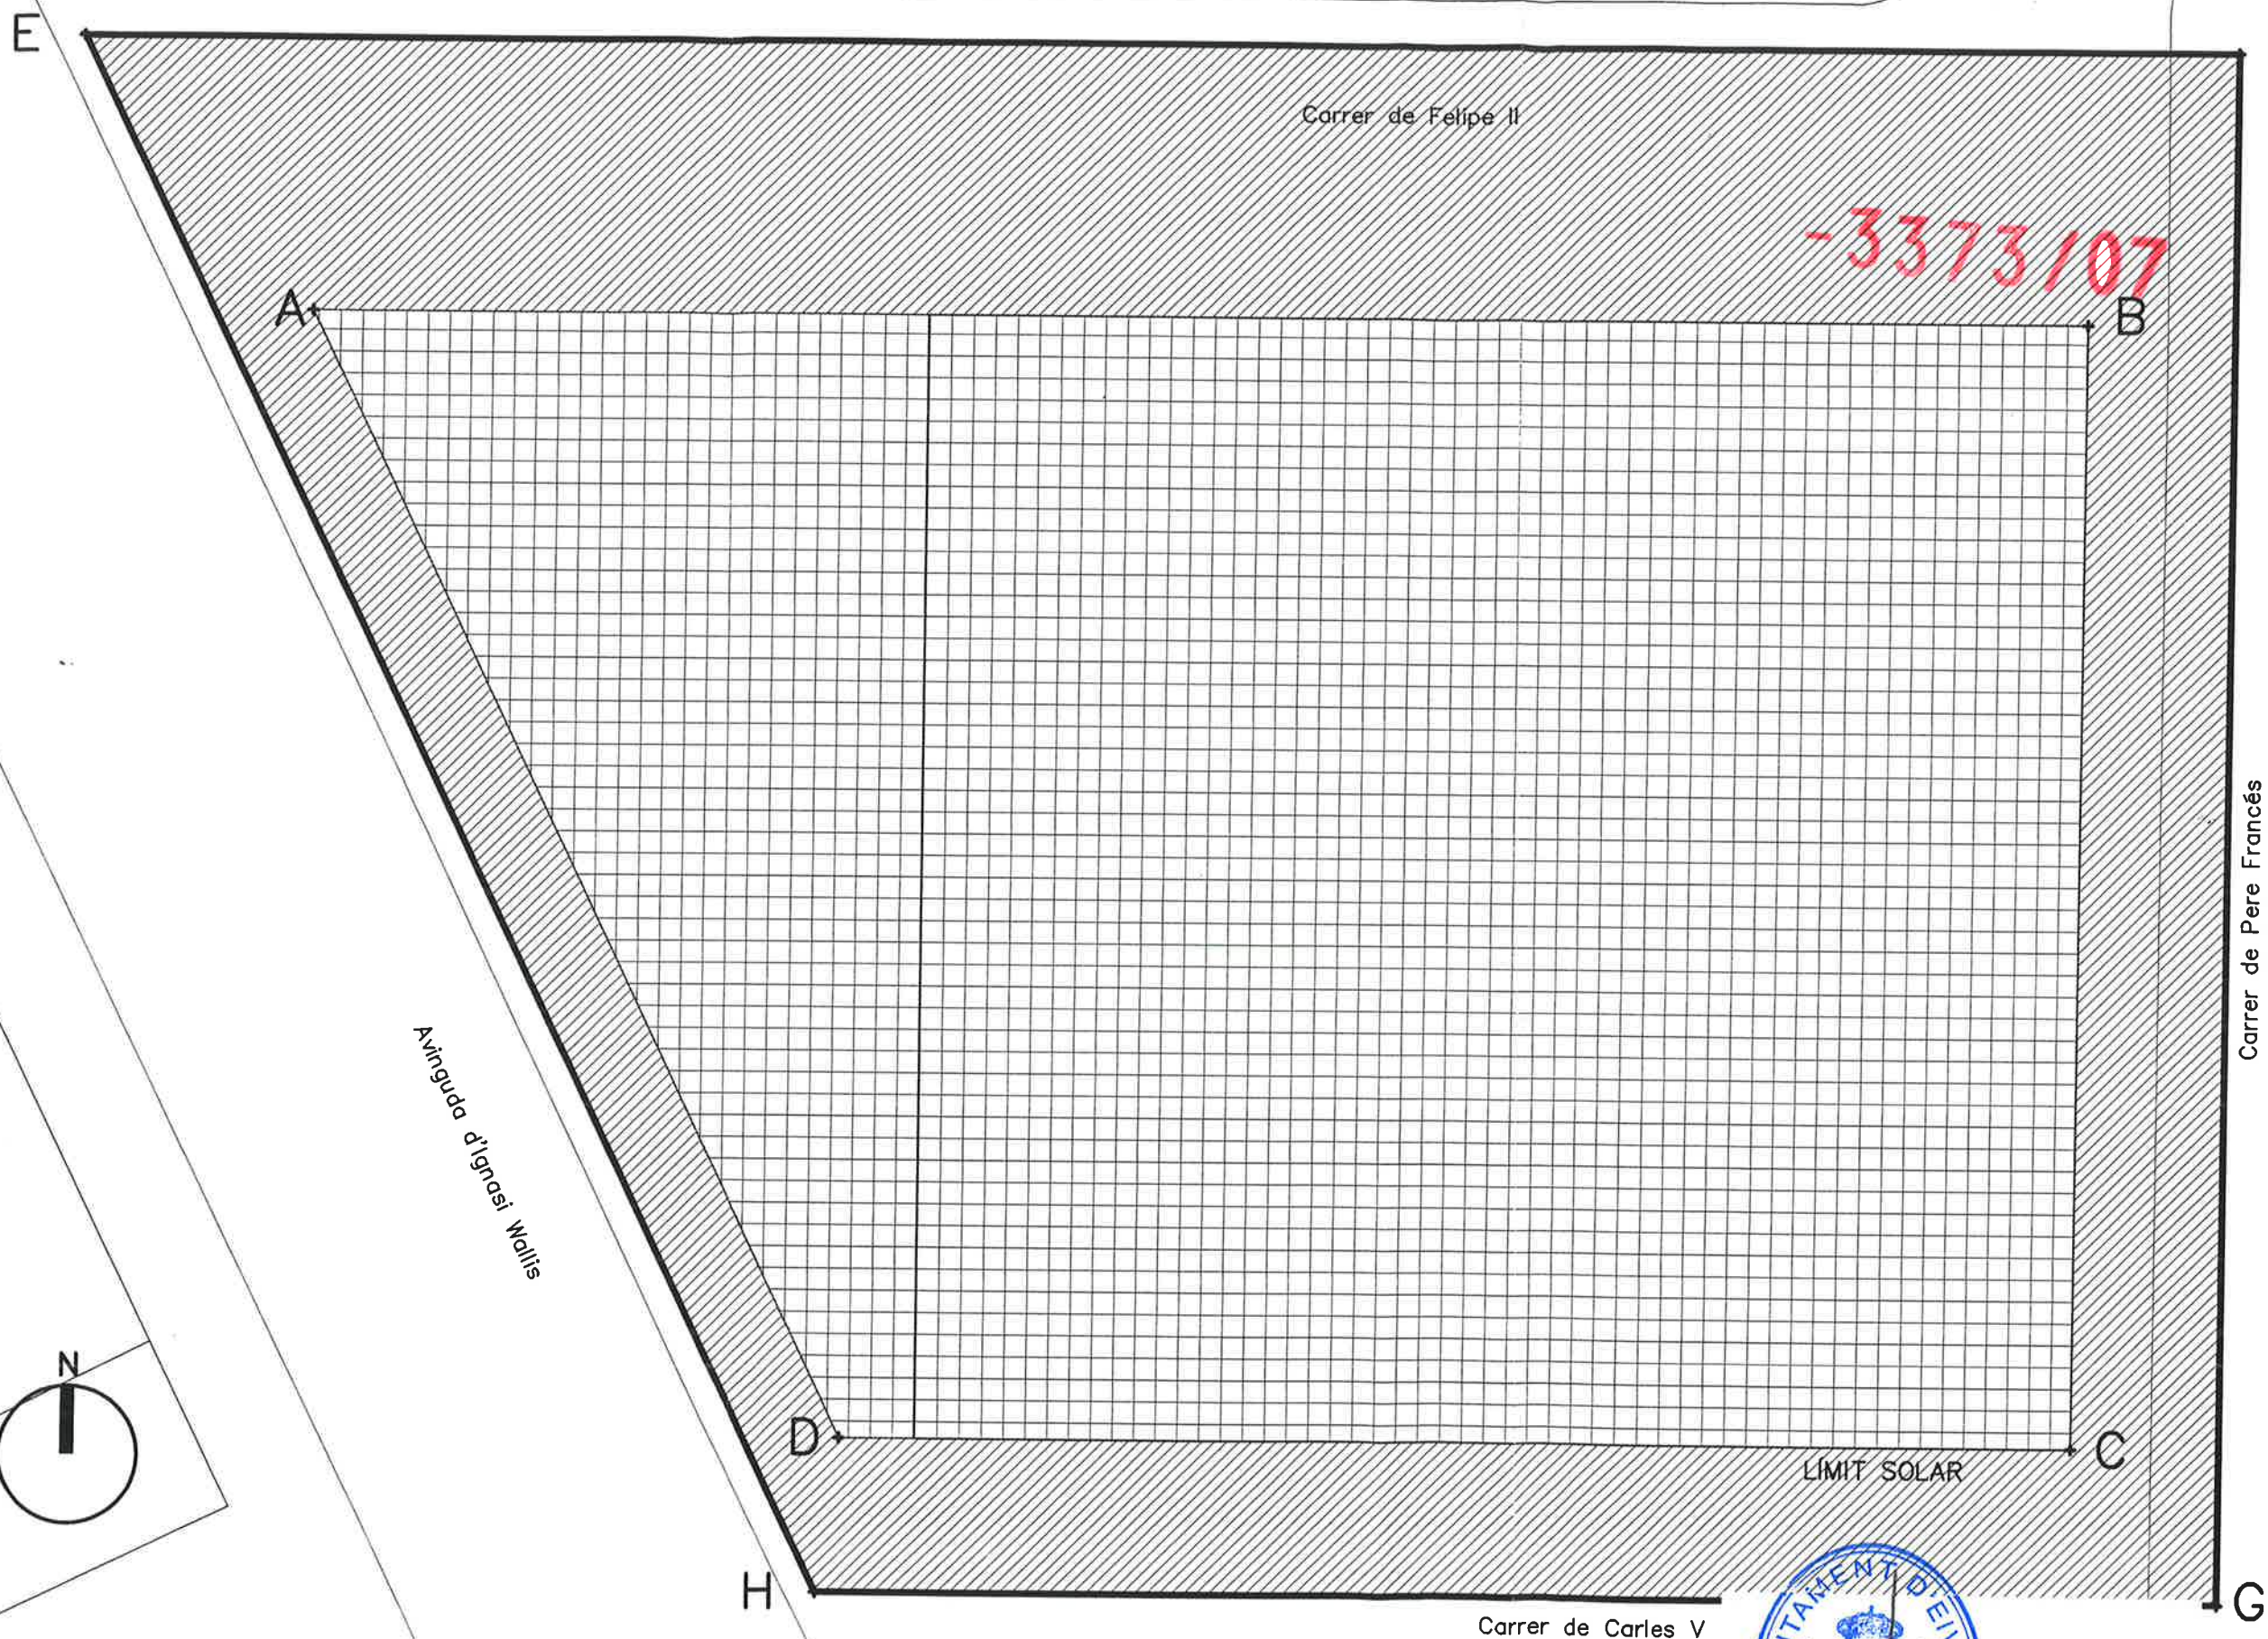 E
Carrer de Felipe II
-3373/07
A
B
Carrer de Pere Francés
Avinguda d'Ignasi Wallis
N
D
C
LÍMIT SOLAR
H
G
Carrer de Carles V